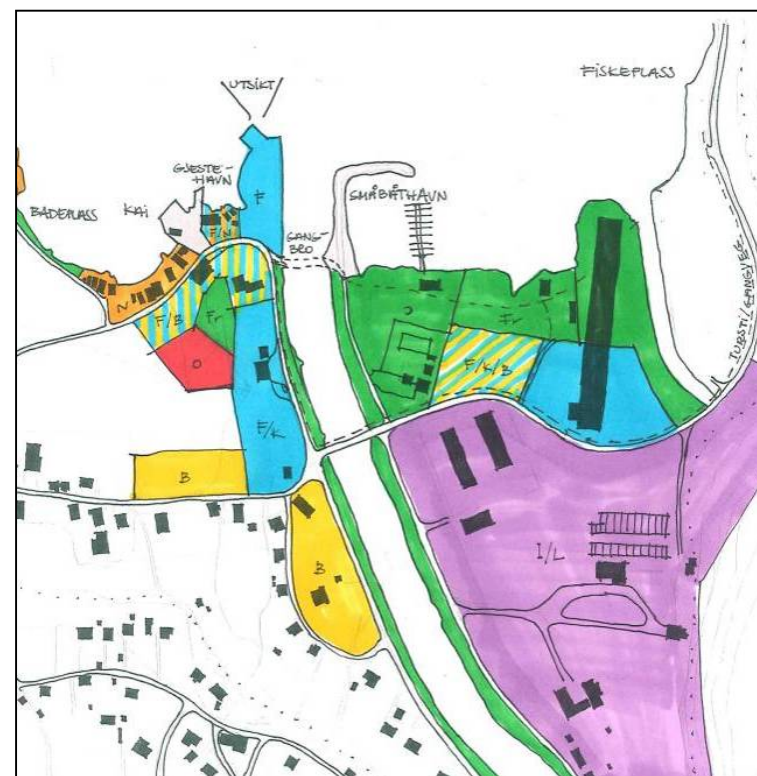 FISKEPLASS
UTSIKT
GJESTE-
HAVN
F
SMÅBÅTHAVN
BADEPLASS
KAI
F/N
GANG-
BRO
TURSTI/GANGVEG
N
F/B
Fr
O
Fr
O
F/K/B
F/K
B
B
I/L